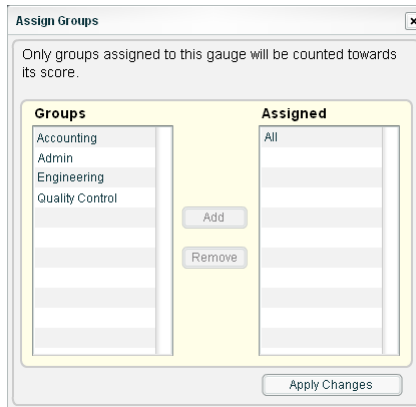 Assign Groups
Only groups assigned to this gauge will be counted towards
its score.
Groups
Assigned
Accounting
Admin
Engineering
Quality Control
All
Add
Remove
Apply Changes